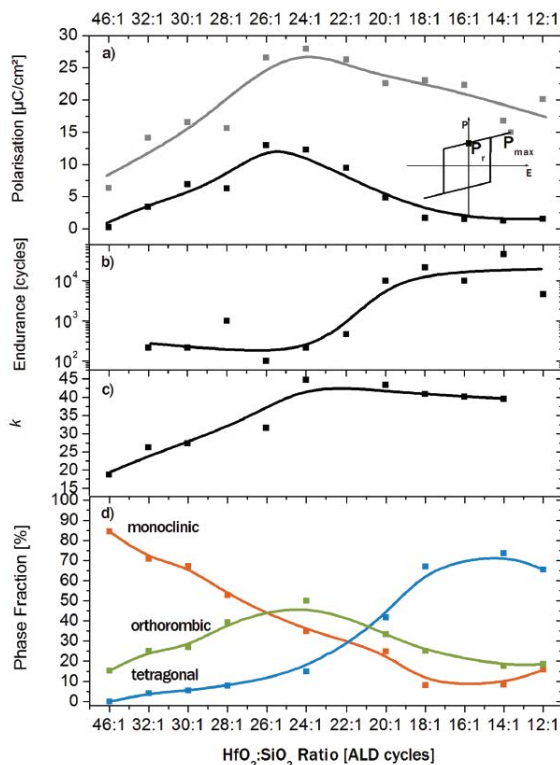 46:1 32:1 30:1 28:1 26:1 24:1 22:1 20:1 18:1 16:1 14:1 12:1
Polarisation [µC/cm²]
30
25
20
15
10
5
0
a)
P
P r
P max
E
Endurance [cycles]
10⁴
10³
10²
b)
k
45
40
35
30
25
20
15
c)
Phase Fraction [%]
100
90
80
70
60
50
40
30
20
10
0
d)
monoclinic
orthorombic
tetragonal
46:1 32:1 30:1 28:1 26:1 24:1 22:1 20:1 18:1 16:1 14:1 12:1
HfO₂:SiO₂ Ratio [ALD cycles]